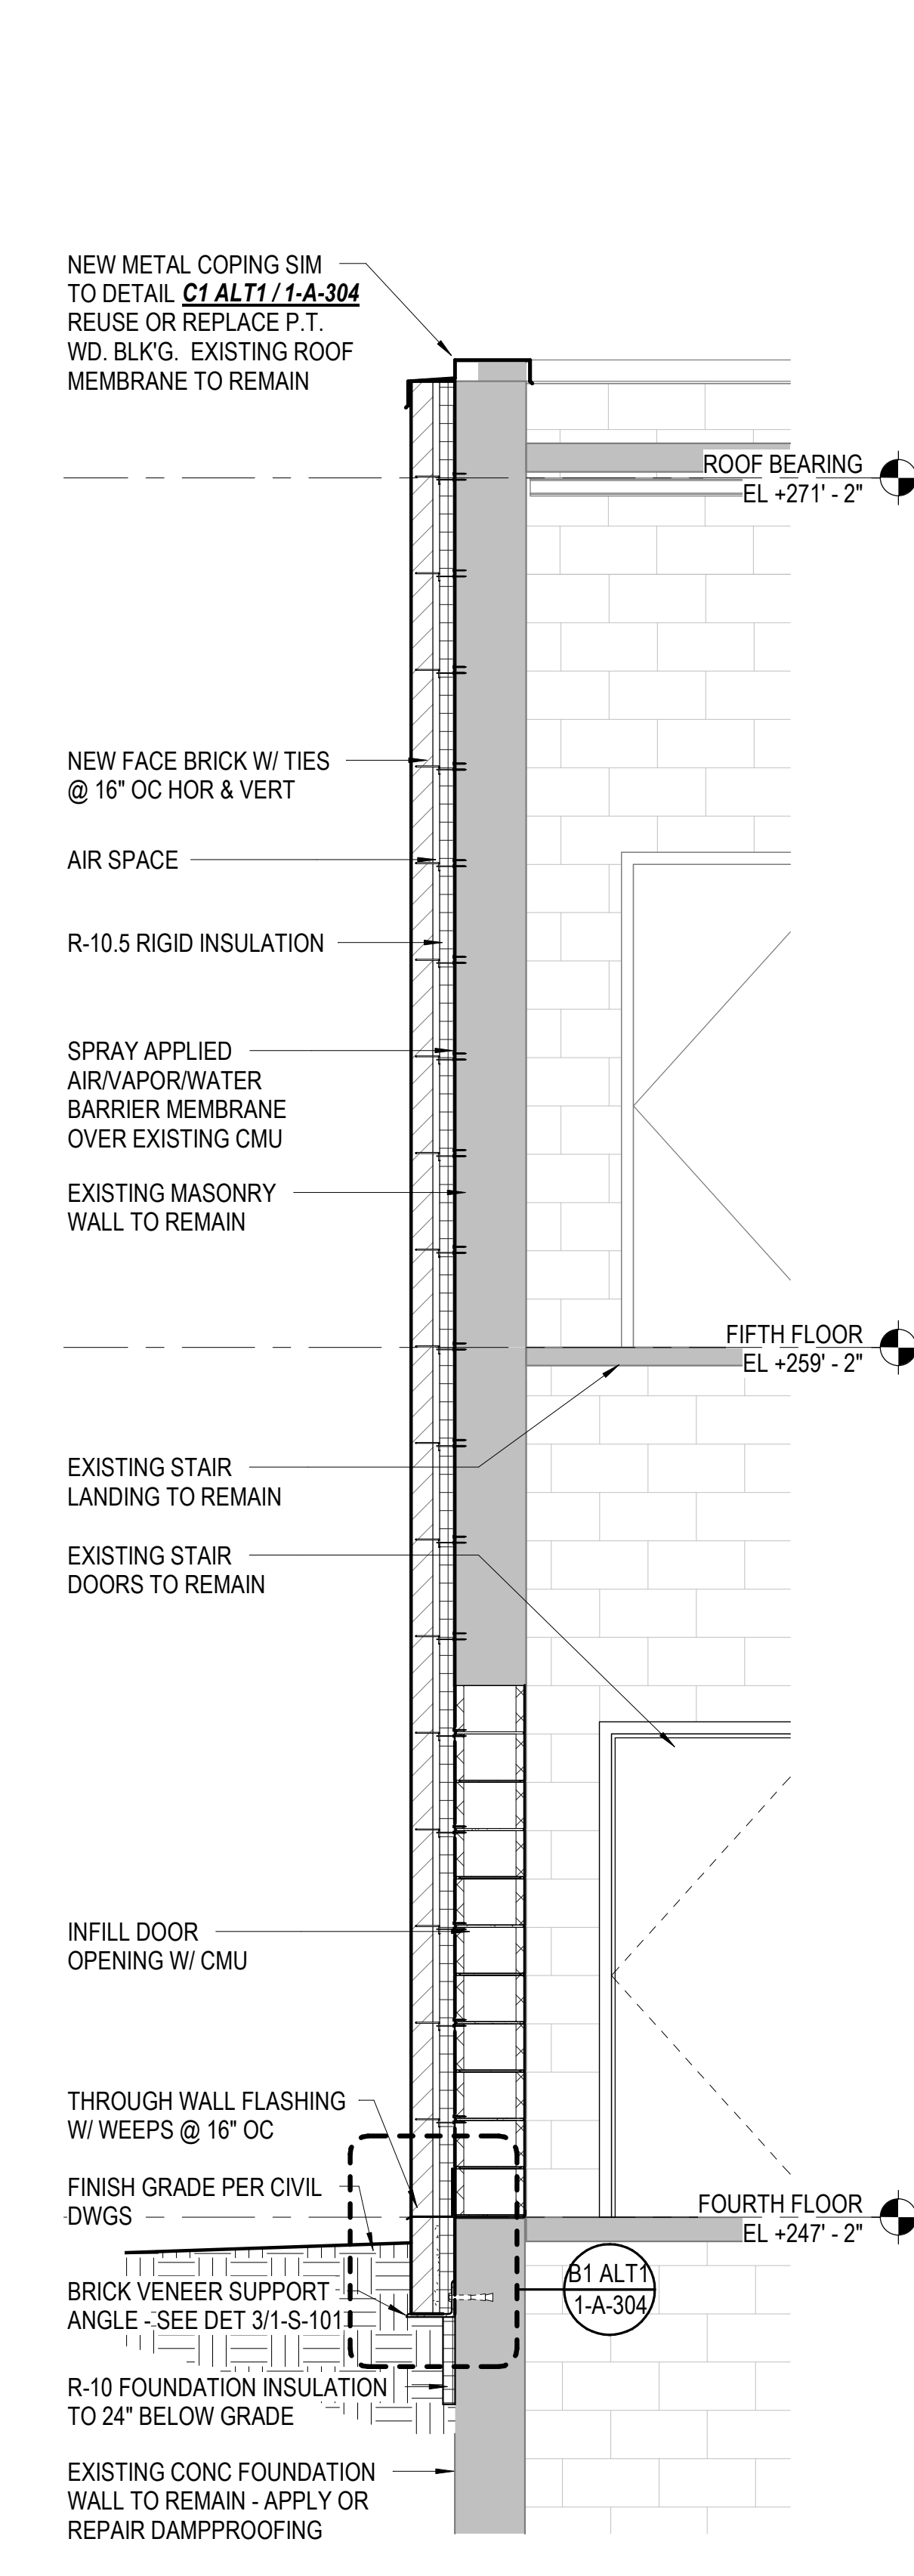 NEW METAL COPING SIM
TO DETAIL C1 ALT1 / 1-A-304
REUSE OR REPLACE P.T.
WD. BLK'G. EXISTING ROOF
MEMBRANE TO REMAIN
ROOF BEARING
EL +271' - 2"
NEW FACE BRICK W/ TIES
@ 16" OC HOR & VERT
AIR SPACE
R-10.5 RIGID INSULATION
SPRAY APPLIED
AIR/VAPOR/WATER
BARRIER MEMBRANE
OVER EXISTING CMU
EXISTING MASONRY
WALL TO REMAIN
FIFTH FLOOR
EL +259' - 2"
EXISTING STAIR
LANDING TO REMAIN
EXISTING STAIR
DOORS TO REMAIN
INFILL DOOR
OPENING W/ CMU
THROUGH WALL FLASHING
W/ WEEPS @ 16" OC
FINISH GRADE PER CIVIL
DWGS
FOURTH FLOOR
EL +247' - 2"
BRICK VENEER SUPPORT
ANGLE - SEE DET 3/1-S-101
B1 ALT1
1-A-304
R-10 FOUNDATION INSULATION
TO 24" BELOW GRADE
EXISTING CONC FOUNDATION
WALL TO REMAIN - APPLY OR
REPAIR DAMPPROOFING